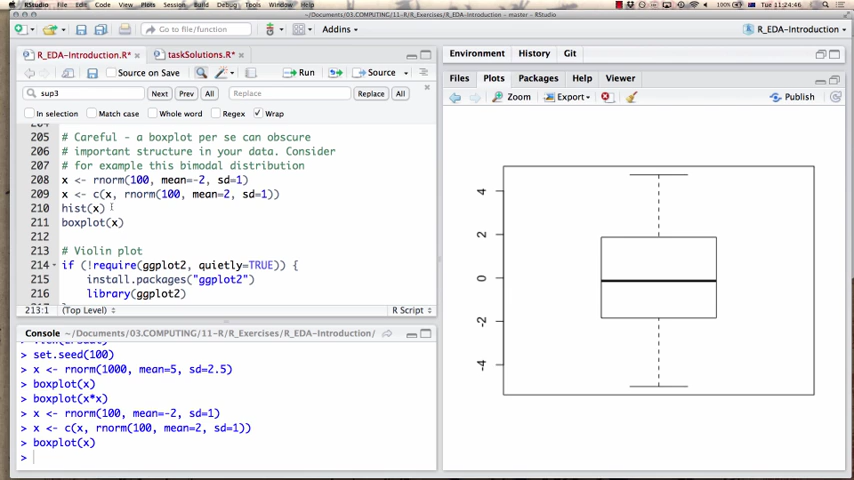 RStudio File Edit Code View Plots Session Build Debug Tools Window Help 100% Tue 11:24:46
~/Documents/03.COMPUTING/11-R/R_Exercises/R_EDA-Introduction - master - RStudio
Go to file/function Addins R_EDA-Introduction
R_EDA-Introduction.R* taskSolutions.R*
Source on Save Run Source
sup3 Next Prev All Replace Replace All
In selection Match case Whole word Regex Wrap
204
205 # Careful - a boxplot per se can obscure
206 # important structure in your data. Consider
207 # for example this bimodal distribution
208 x <- rnorm(100, mean=-2, sd=1)
209 x <- c(x, rnorm(100, mean=2, sd=1))
210 hist(x)
211 boxplot(x)
212
213 # Violin plot
214 if (!require(ggplot2, quietly=TRUE)) {
215 install.packages("ggplot2")
216 library(ggplot2)
213:1 (Top Level) R Script
Console ~/Documents/03.COMPUTING/11-R/R_Exercises/R_EDA-Introduction/
> set.seed(100)
> x <- rnorm(1000, mean=5, sd=2.5)
> boxplot(x)
> boxplot(x*x)
> x <- rnorm(100, mean=-2, sd=1)
> x <- c(x, rnorm(100, mean=2, sd=1))
> boxplot(x)
>
Environment History Git
Files Plots Packages Help Viewer
Zoom Export Publish
4
2
0
-2
-4